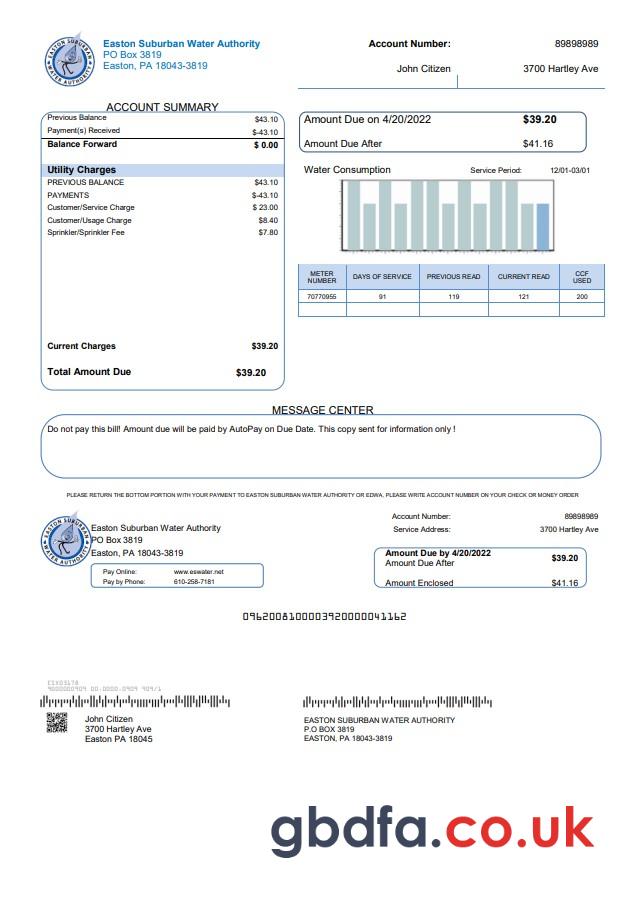 EASTON SUBURBAN WATER AUTHORITY
Easton Suburban Water Authority
PO Box 3819
Easton, PA 18043-3819
Account Number: 89898989
John Citizen 3700 Hartley Ave
ACCOUNT SUMMARY
Previous Balance $43.10
Payment(s) Received $-43.10
Balance Forward $ 0.00
Utility Charges
PREVIOUS BALANCE $43.10
PAYMENTS $-43.10
Customer/Service Charge $ 23.00
Customer/Usage Charge $8.40
Sprinkler/Sprinkler Fee $7.80
Current Charges $39.20
Total Amount Due $39.20
Amount Due on 4/20/2022 $39.20
Amount Due After $41.16
Water Consumption Service Period: 12/01-03/01
METER NUMBER DAYS OF SERVICE PREVIOUS READ CURRENT READ CCF USED
70770955 91 119 121 200
MESSAGE CENTER
Do not pay this bill! Amount due will be paid by AutoPay on Due Date. This copy sent for information only !
PLEASE RETURN THE BOTTOM PORTION WITH YOUR PAYMENT TO EASTON SUBURBAN WATER AUTHORITY OR EDWA, PLEASE WRITE ACCOUNT NUMBER ON YOUR CHECK OR MONEY ORDER
EASTON SUBURBAN WATER AUTHORITY
Easton Suburban Water Authority
PO Box 3819
Easton, PA 18043-3819
Pay Online: www.eswater.net
Pay by Phone: 610-258-7181
Account Number: 89898989
Service Address: 3700 Hartley Ave
Amount Due by 4/20/2022 $39.20
Amount Due After
Amount Enclosed $41.16
09620081000039200000041162
John Citizen
3700 Hartley Ave
Easton PA 18045
EASTON SUBURBAN WATER AUTHORITY
P.O BOX 3819
EASTON, PA 18043-3819
gbdfa.co.uk